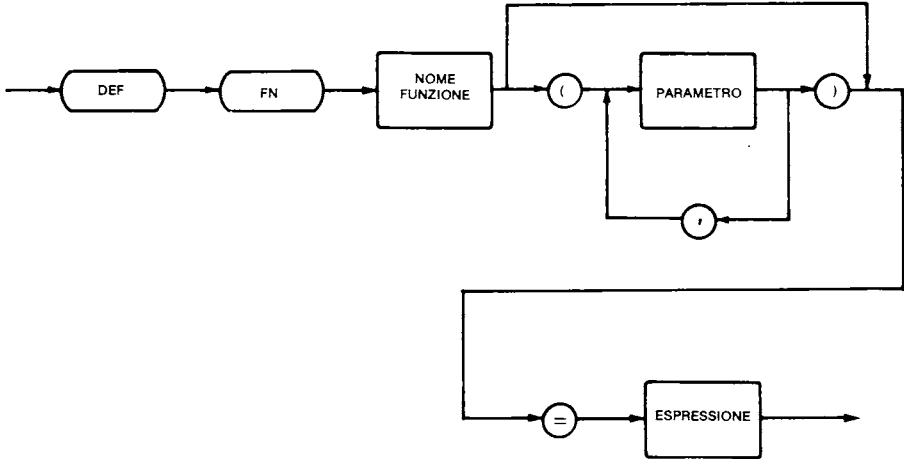 DEF
FN
NOME
FUNZIONE
(
PARAMETRO
)
,
=
ESPRESSIONE